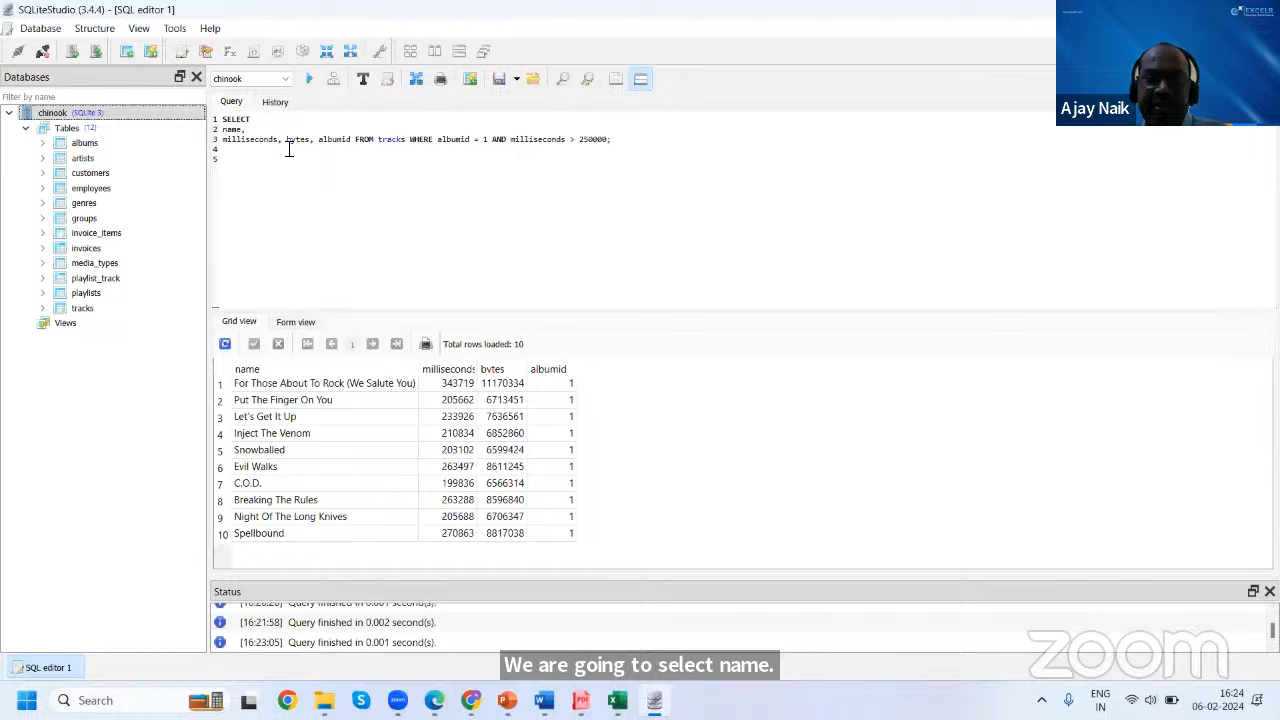 SQLiteStudio (3.4.4) - [SQL editor 1]
Database Structure View Tools Help
Databases
Filter by name
chinook (SQLite 3)
Tables (12)
albums
artists
customers
employees
genres
groups
invoice_items
invoices
media_types
playlist_track
playlists
tracks
Views
chinook
Query History
1 SELECT
2 name,
3 milliseconds, bytes, albumid FROM tracks WHERE albumid = 1 AND milliseconds > 250000;
4
5
Grid view Form view
1 Total rows loaded: 10
name milliseconds bytes albumid
1 For Those About To Rock (We Salute You) 343719 11170334 1
2 Put The Finger On You 205662 6713451 1
3 Let's Get It Up 233926 7636561 1
4 Inject The Venom 210834 6852860 1
5 Snowballed 203102 6599424 1
6 Evil Walks 263497 8611245 1
7 C.O.D. 199836 6566314 1
8 Breaking The Rules 263288 8596840 1
9 Night Of The Long Knives 205688 6706347 1
10 Spellbound 270863 8817038 1
Status
Query finished in 0.001 second(s).
[16:21:58] Query finished in 0.002 second(s).
[16:23:05] Query finished in 0.001 second(s).
SQL editor 1
We are going to select name.
zoom
EXCELR
Ajay Naik
Search
ENG
IN
16:24
06-02-2024